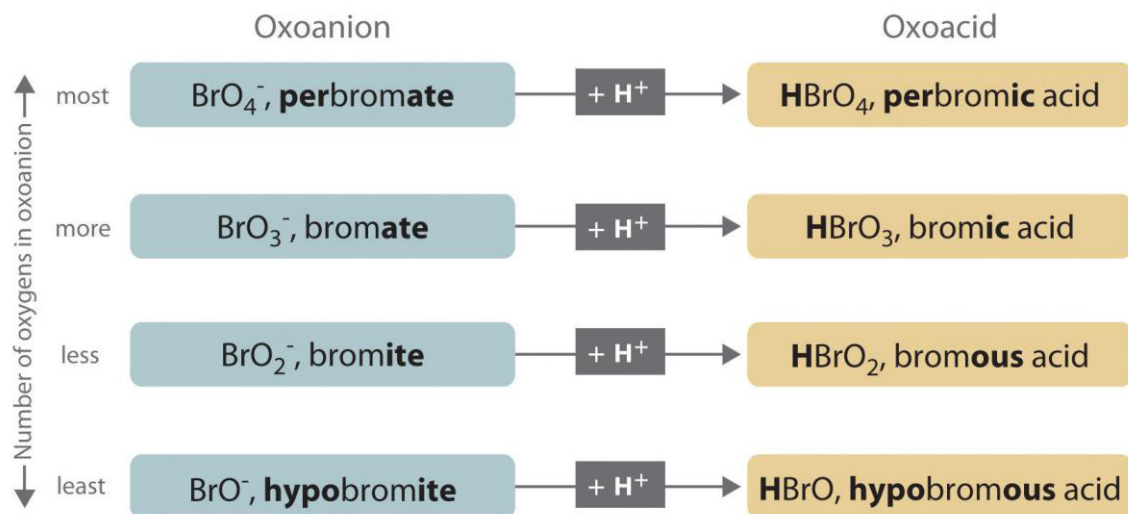 Oxoanion
Oxoacid
Number of oxygens in oxoanion
most
BrO₄⁻, perbromate
+ H⁺
HBrO₄, perbromic acid
more
BrO₃⁻, bromate
+ H⁺
HBrO₃, bromic acid
less
BrO₂⁻, bromite
+ H⁺
HBrO₂, bromous acid
least
BrO⁻, hypobromite
+ H⁺
HBrO, hypobromous acid